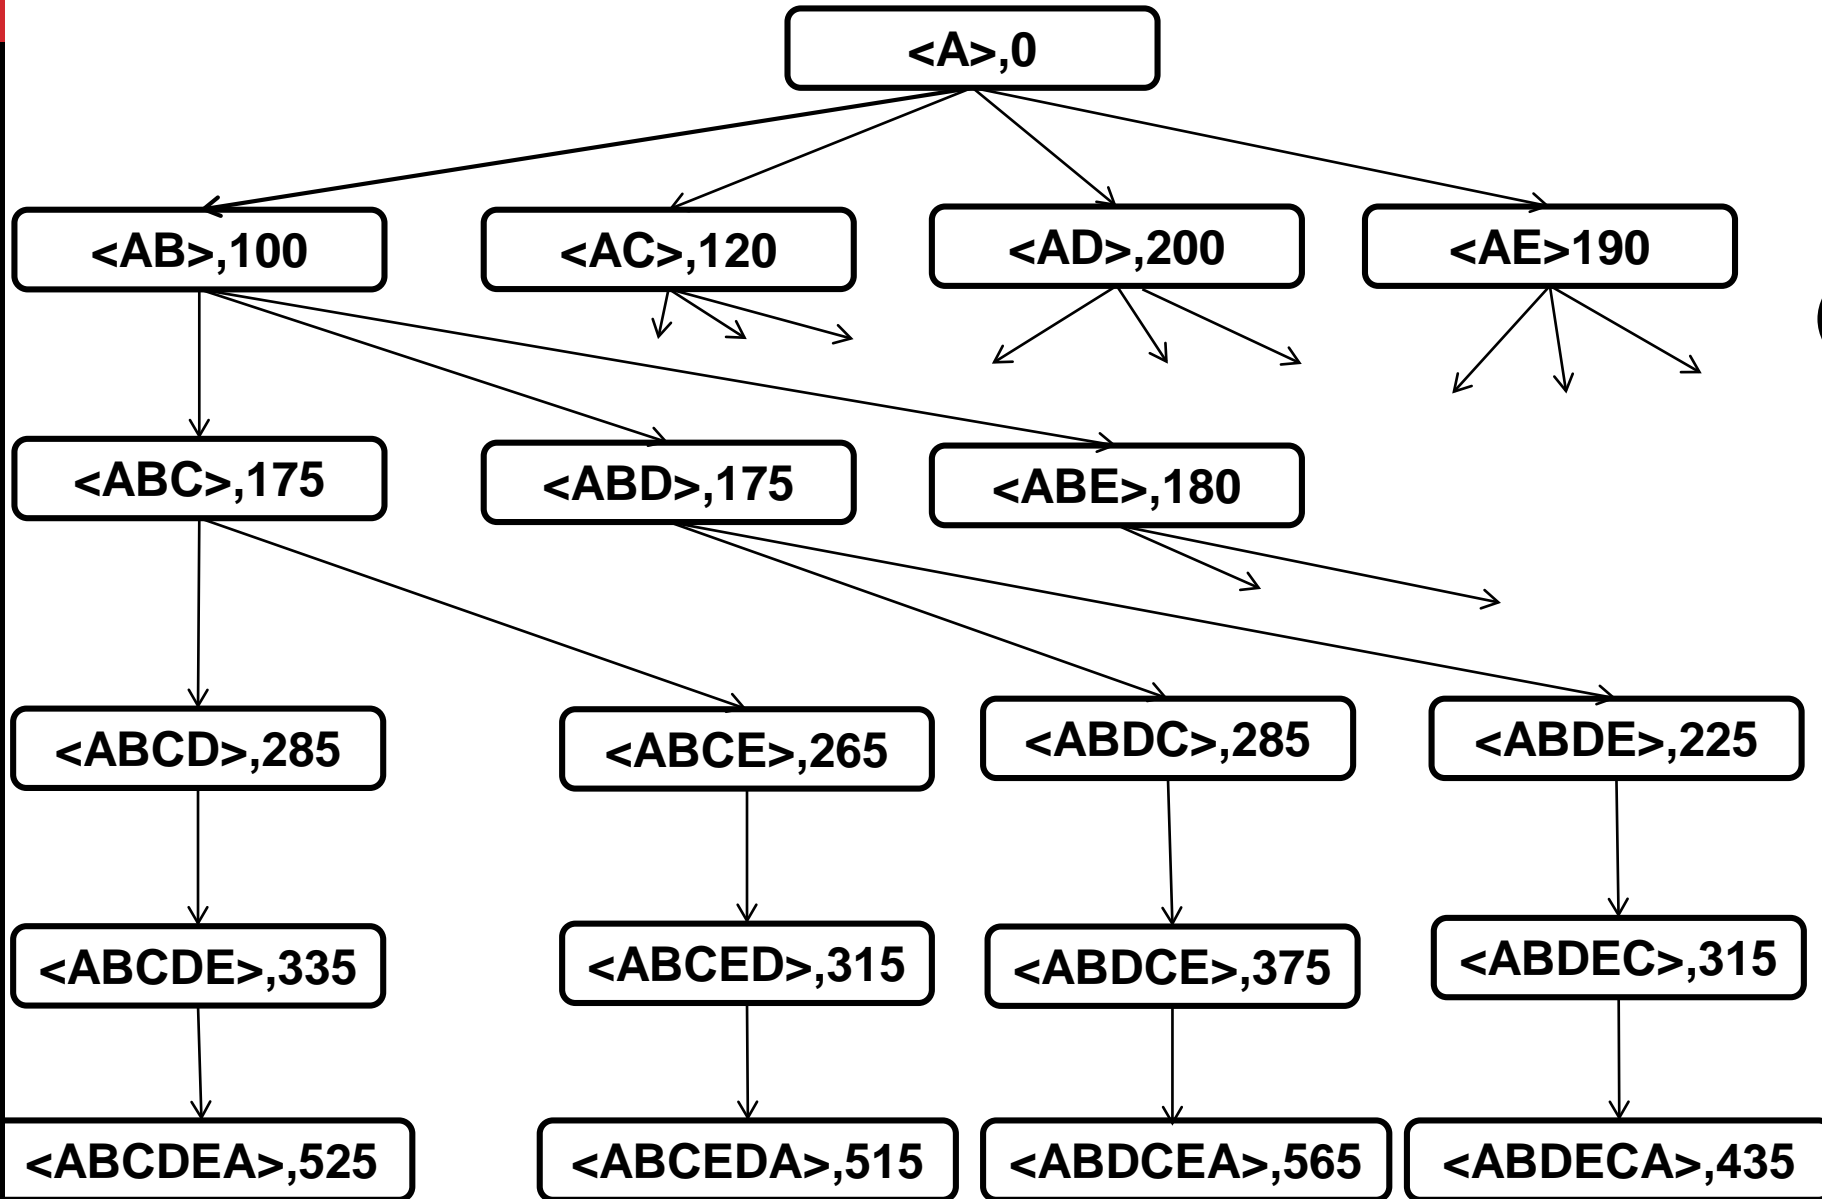 <A>,0
<AB>,100
<AC>,120
<AD>,200
<AE>190
<ABC>,175
<ABD>,175
<ABE>,180
<ABCD>,285
<ABCE>,265
<ABDC>,285
<ABDE>,225
<ABCDE>,335
<ABCED>,315
<ABDCE>,375
<ABDEC>,315
<ABCDEA>,525
<ABCEDA>,515
<ABDCEA>,565
<ABDECA>,435